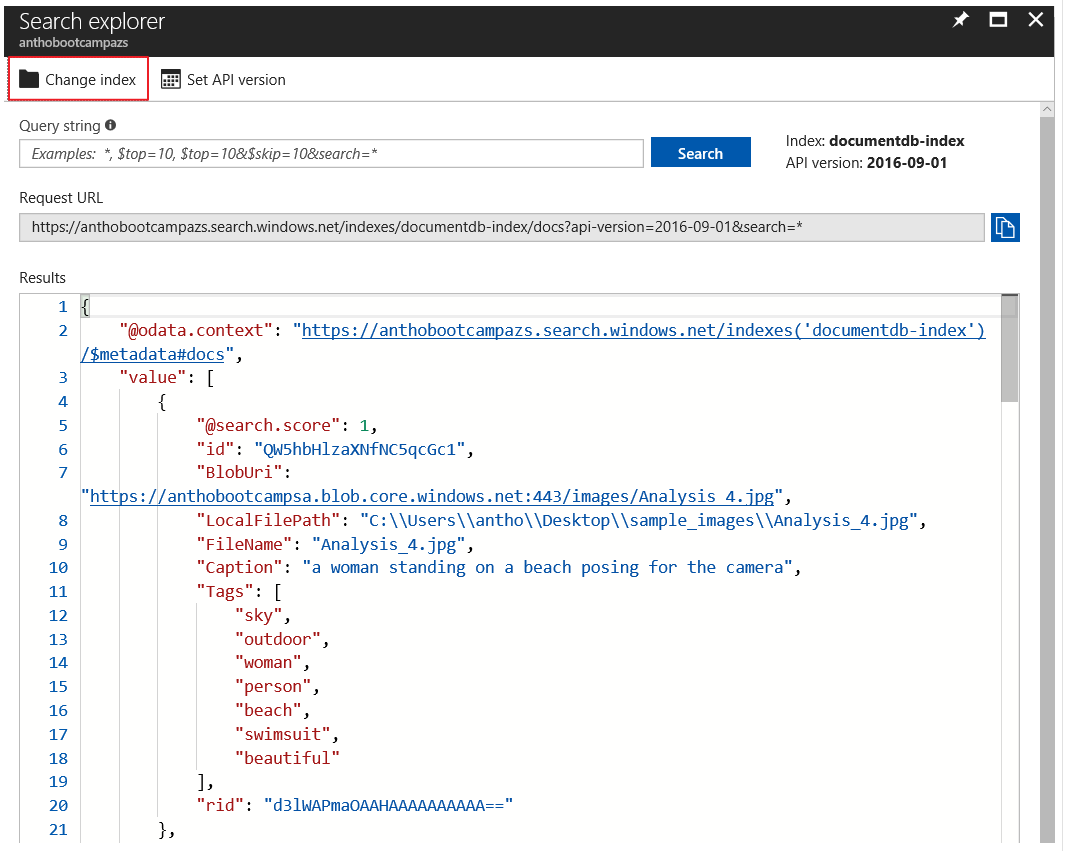 Search explorer
anthobootcampazs
Change index
Set API version
Query string
Examples: *, $top=10, $top=10&$skip=10&search=*
Search
Index: documentdb-index
API version: 2016-09-01
Request URL
https://anthobootcampazs.search.windows.net/indexes/documentdb-index/docs?api-version=2016-09-01&search=*
Results
1 {
2 "@odata.context": "https://anthobootcampazs.search.windows.net/indexes('documentdb-index')
/$metadata#docs",
3 "value": [
4 {
5 "@search.score": 1,
6 "id": "QW5hbHlzaXNfNC5qcGc1",
7 "BlobUri":
"https://anthobootcampsa.blob.core.windows.net:443/images/Analysis_4.jpg",
8 "LocalFilePath": "C:\\Users\\antho\\Desktop\\sample_images\\Analysis_4.jpg",
9 "FileName": "Analysis_4.jpg",
10 "Caption": "a woman standing on a beach posing for the camera",
11 "Tags": [
12 "sky",
13 "outdoor",
14 "woman",
15 "person",
16 "beach",
17 "swimsuit",
18 "beautiful"
19 ],
20 "rid": "d3lWAPmaOAAHAAAAAAAAAA=="
21 },